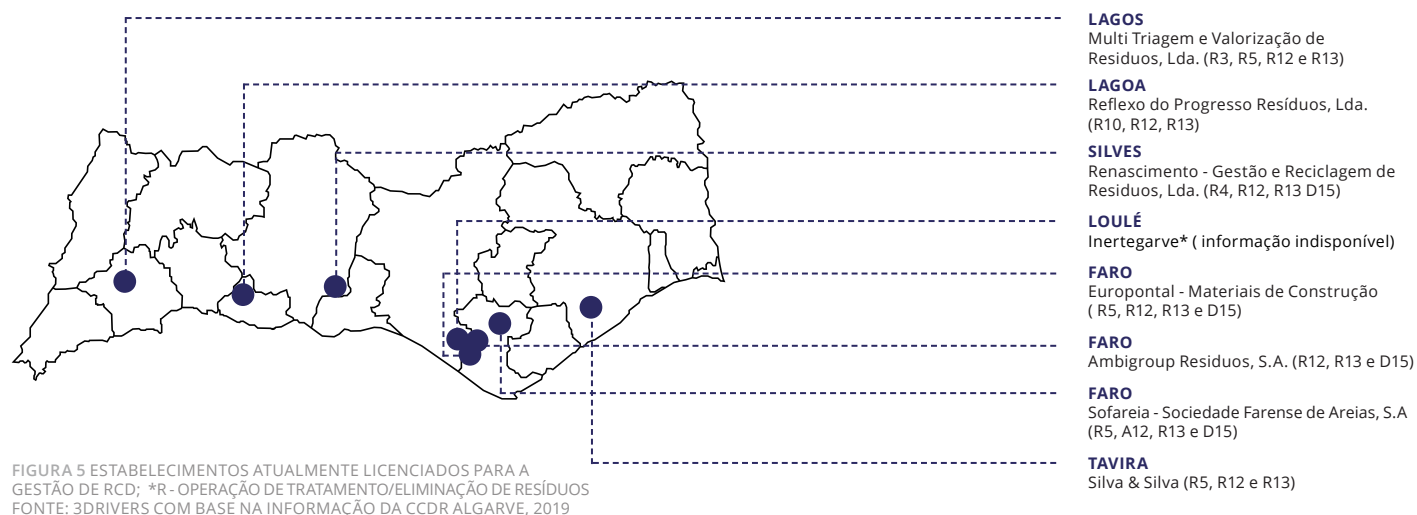 LAGOS
Multi Triagem e Valorização de
Residuos, Lda. (R3, R5, R12 e R13)
LAGOA
Reflexo do Progresso Resíduos, Lda.
(R10, R12, R13)
SILVES
Renascimento - Gestão e Reciclagem de
Residuos, Lda. (R4, R12, R13 D15)
LOULÉ
Inertegarve* ( informação indisponível)
FARO
Europontal - Materiais de Construção
( R5, R12, R13 e D15)
FARO
Ambigroup Residuos, S.A. (R12, R13 e D15)
FARO
Sofareia - Sociedade Farense de Areias, S.A
(R5, A12, R13 e D15)
TAVIRA
Silva & Silva (R5, R12 e R13)
FIGURA 5 ESTABELECIMENTOS ATUALMENTE LICENCIADOS PARA A
GESTÃO DE RCD; *R - OPERAÇÃO DE TRATAMENTO/ELIMINAÇÃO DE RESÍDUOS
FONTE: 3DRIVERS COM BASE NA INFORMAÇÃO DA CCDR ALGARVE, 2019